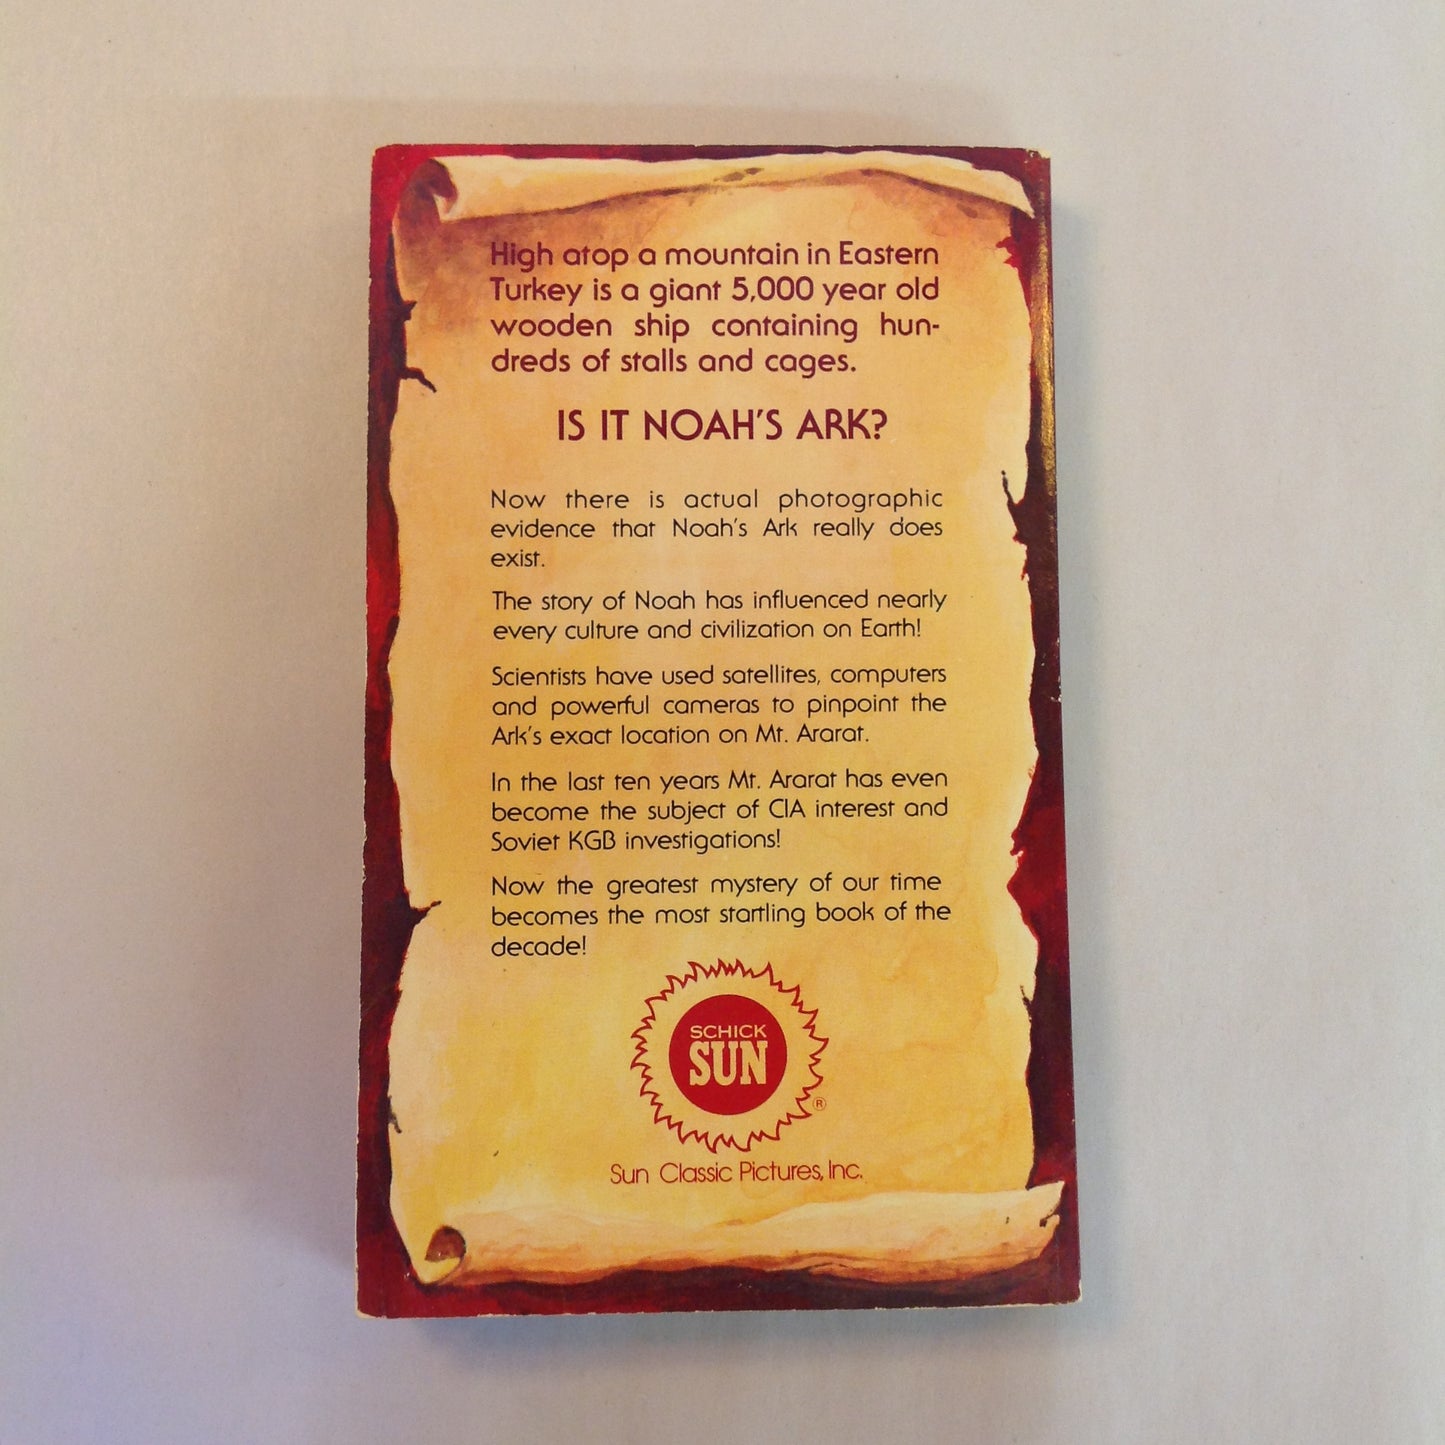 High atop a mountain in Eastern
Turkey is a giant 5,000 year old
wooden ship containing hun-
dreds of stalls and cages.
IS IT NOAH'S ARK?
Now there is actual photographic
evidence that Noah's Ark really does
exist.
The story of Noah has influenced nearly
every culture and civilization on Earth!
Scientists have used satellites, computers
and powerful cameras to pinpoint the
Ark's exact location on Mt. Ararat.
In the last ten years Mt. Ararat has even
become the subject of CIA interest and
Soviet KGB investigations!
Now the greatest mystery of our time
becomes the most startling book of the
decade!
SCHICK
SUN
®
Sun Classic Pictures, Inc.